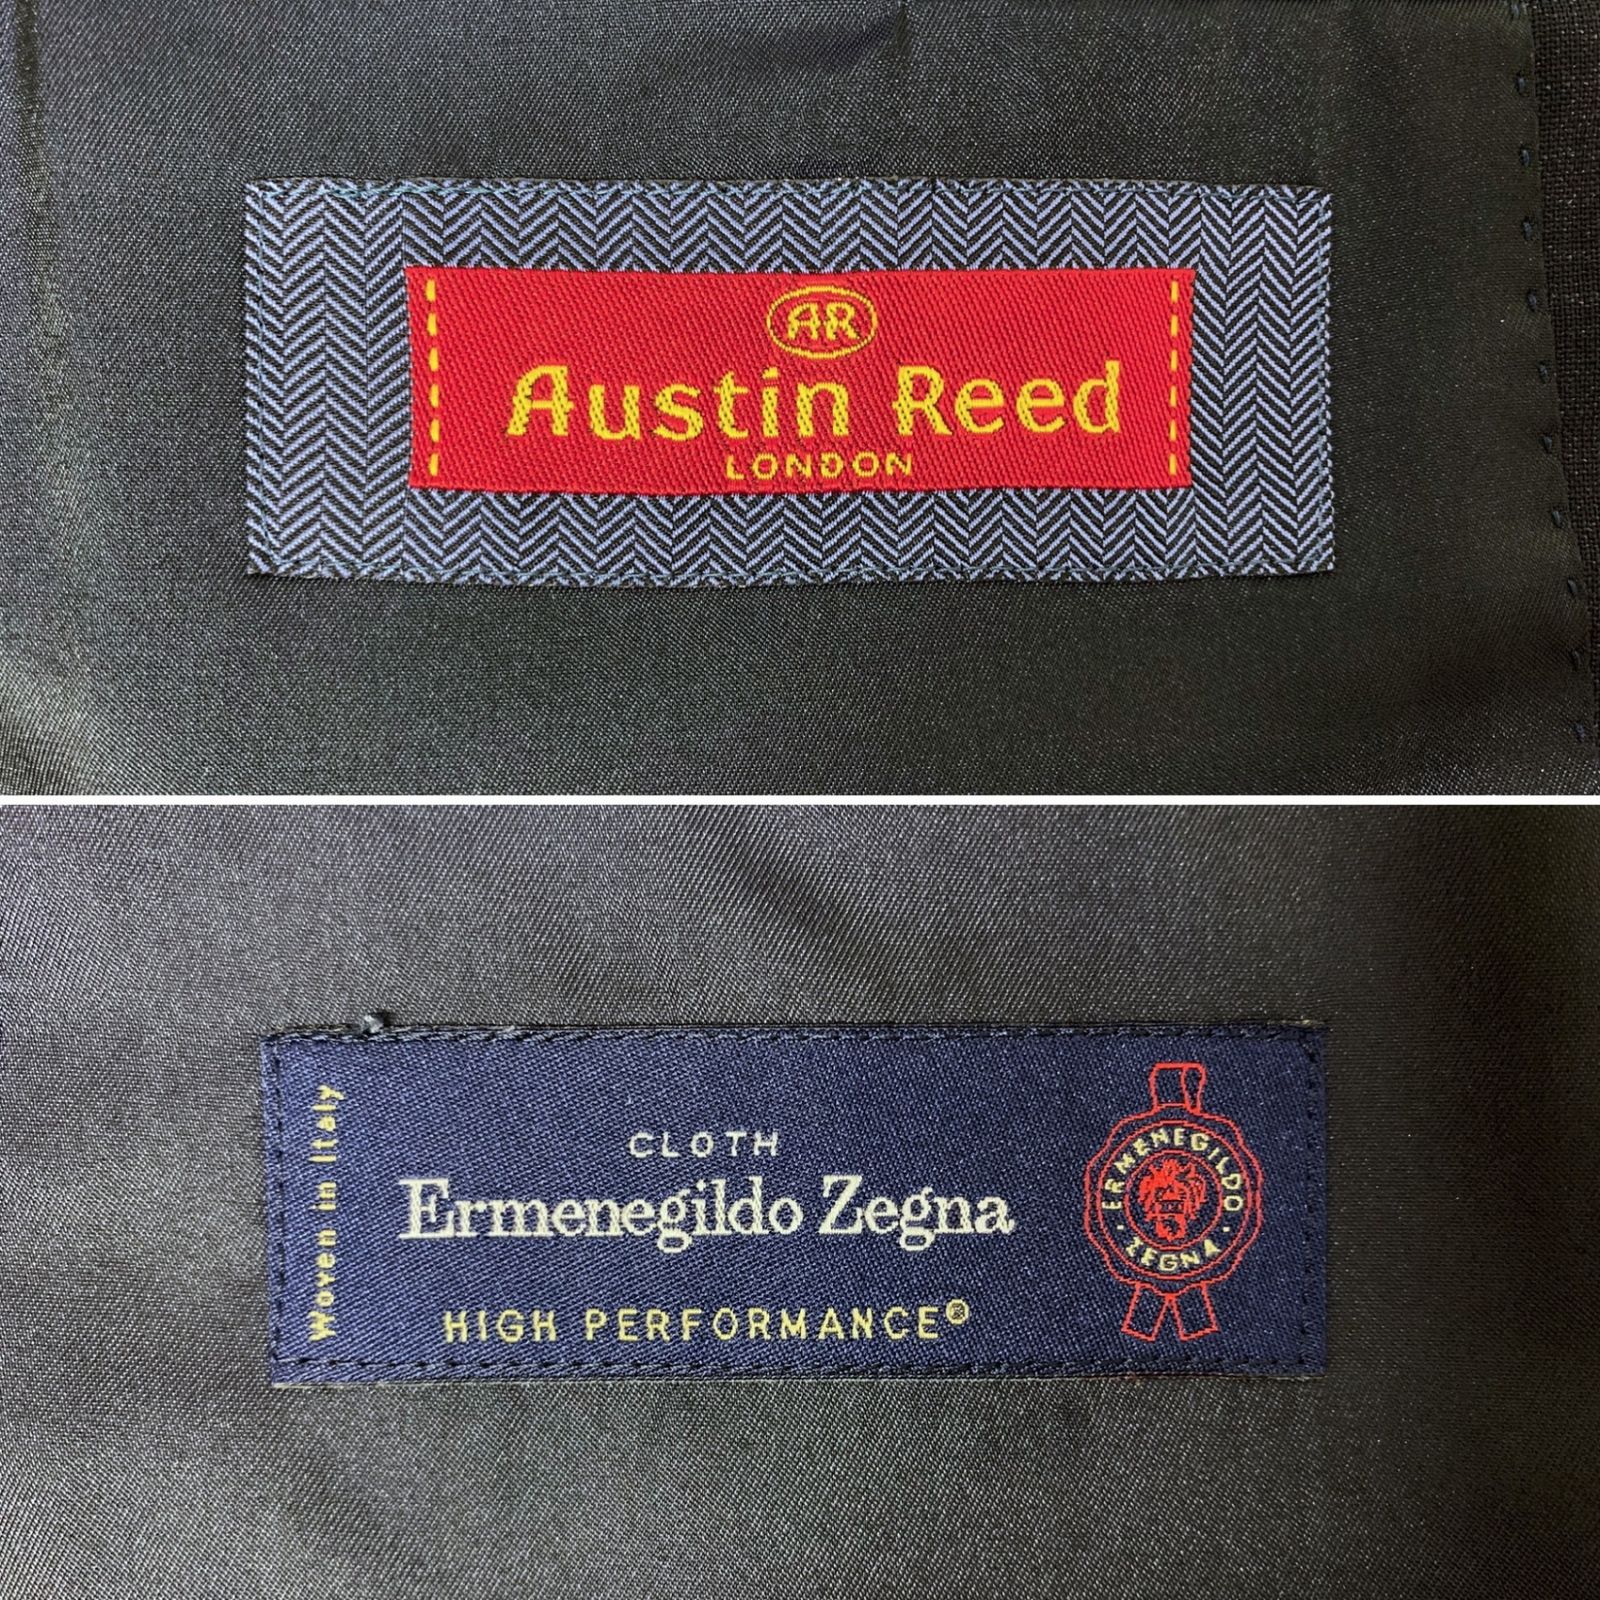 AR
Austin Reed
LONDON
Woven in Italy
CLOTH
Ermenegildo Zegna
HIGH PERFORMANCE®
ERMENEGILDO
· ZEGNA ·